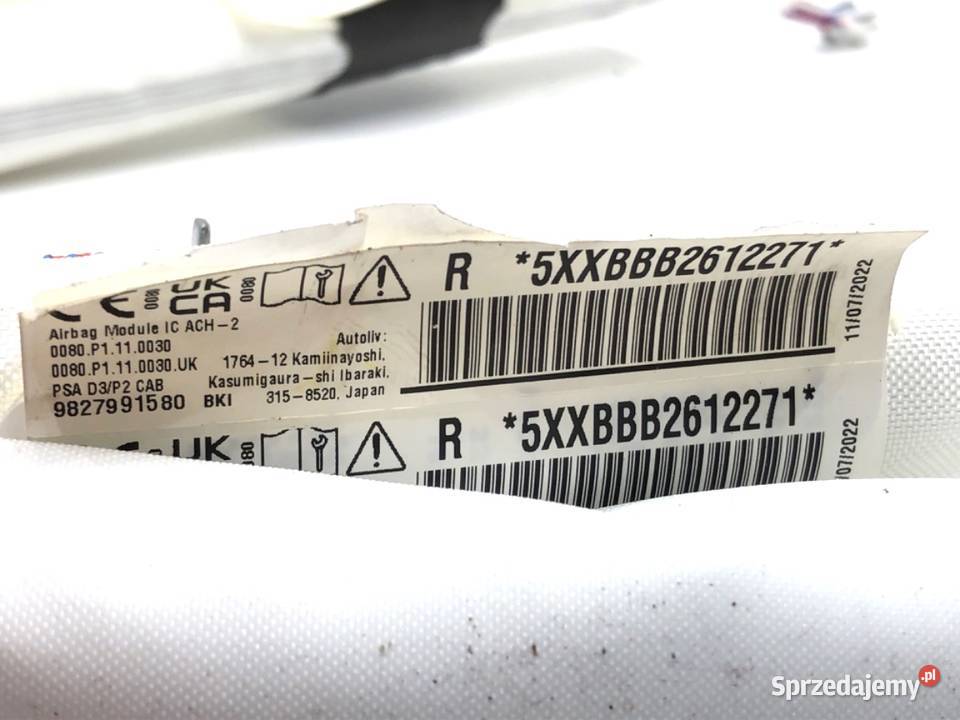 CE 0080 UK CA 0080
R *5XXBBB2612271*
11/07/2022
Airbag Module IC ACH-2
0080.P1.11.0030
0080.P1.11.0030.UK
PSA D3/P2 CAB
9827991580 BKI
Autoliv:
1764-12 Kamiinayoshi,
Kasumigaura-shi Ibaraki,
315-8520, Japan
UK
R *5XXBBB2612271*
/07/2022
Sprzedajemy.pl